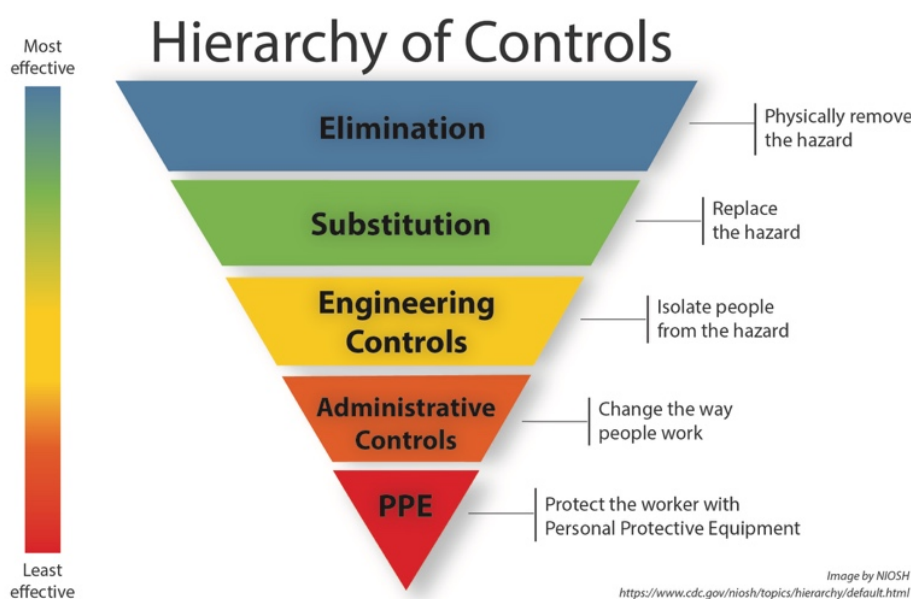 Hierarchy of Controls
Most
effective
Elimination
Physically remove
the hazard
Substitution
Replace
the hazard
Engineering
Controls
Isolate people
from the hazard
Administrative
Controls
Change the way
people work
PPE
Protect the worker with
Personal Protective Equipment
Least
effective
Image by NIOSH
https://www.cdc.gov/niosh/topics/hierarchy/default.html